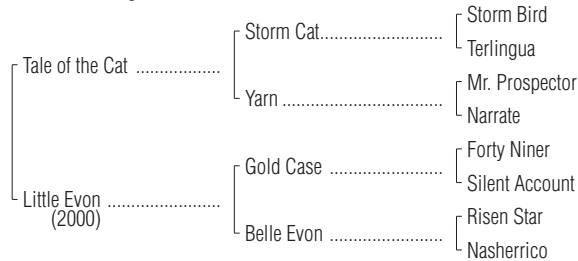 Storm Bird
Storm Cat..................
Terlingua
Tale of the Cat .................
Mr. Prospector
Yarn ................................
Narrate
Forty Niner
Gold Case ......................
Silent Account
Little Evon .......................
(2000)
Risen Star
Belle Evon ......................
Nasherrico